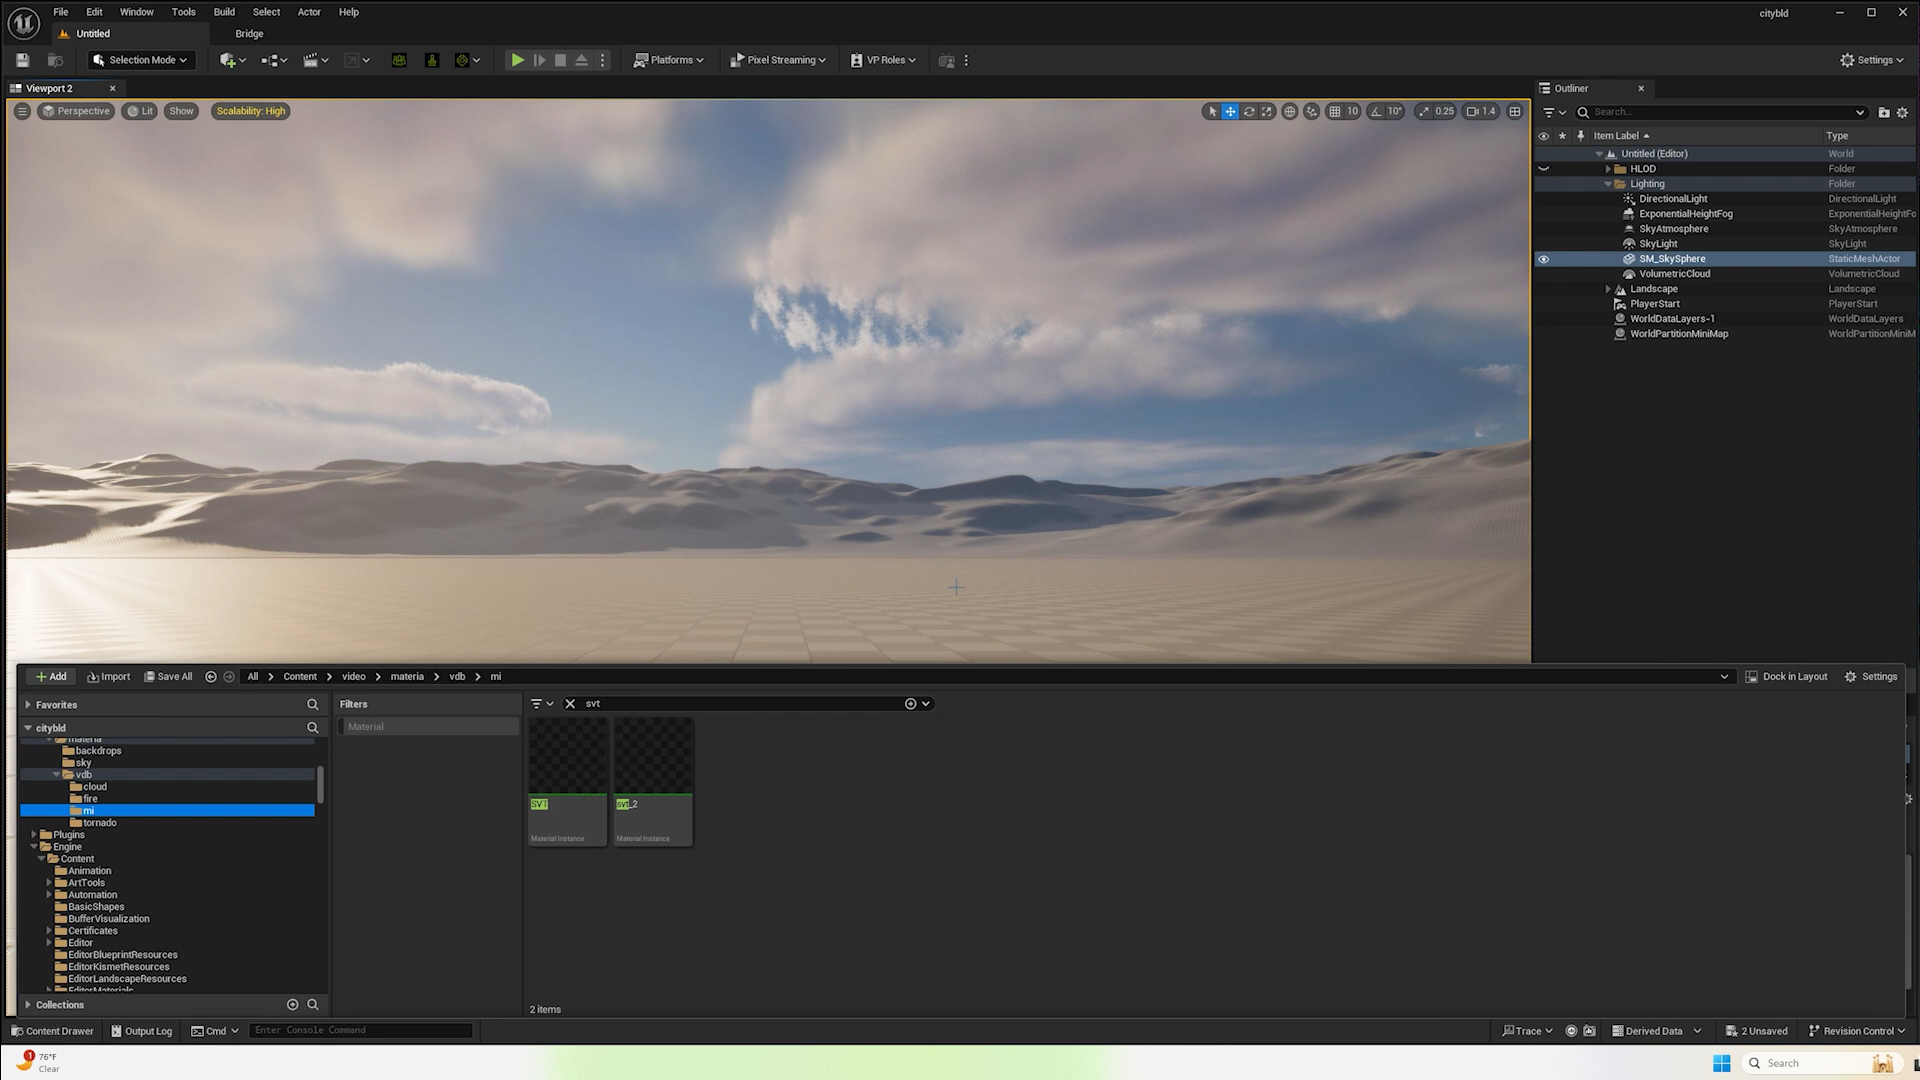 File Edit Window Tools Build Select Actor Help
citybld
Untitled
Bridge
Selection Mode
Platforms
Pixel Streaming
VP Roles
Settings
Viewport 2
Outliner
Perspective
Lit
Show
Scalability: High
10
10°
0.25
1.4
Search...
Item Label
Type
Untitled (Editor) World
HLOD Folder
Lighting Folder
DirectionalLight DirectionalLight
ExponentialHeightFog ExponentialHeightFo
SkyAtmosphere SkyAtmosphere
SkyLight SkyLight
SM_SkySphere StaticMeshActor
VolumetricCloud VolumetricCloud
Landscape Landscape
PlayerStart PlayerStart
WorldDataLayers-1 WorldDataLayers
WorldPartitionMiniMap WorldPartitionMiniM
Add
Import
Save All
All
Content
video
materia
vdb
mi
Dock in Layout
Settings
Favorites
Filters
svt
citybld
Material
materia
backdrops
sky
vdb
cloud
fire
mi
tornado
Plugins
Engine
Content
Animation
ArtTools
Automation
BasicShapes
BufferVisualization
Certificates
Editor
EditorBlueprintResources
EditorKismetResources
EditorLandscapeResources
EditorMaterials
SVT
Material Instance
svt_2
Material Instance
Collections
2 items
Content Drawer
Output Log
Cmd
Enter Console Command
Trace
Derived Data
2 Unsaved
Revision Control
1
76°F
Clear
Search